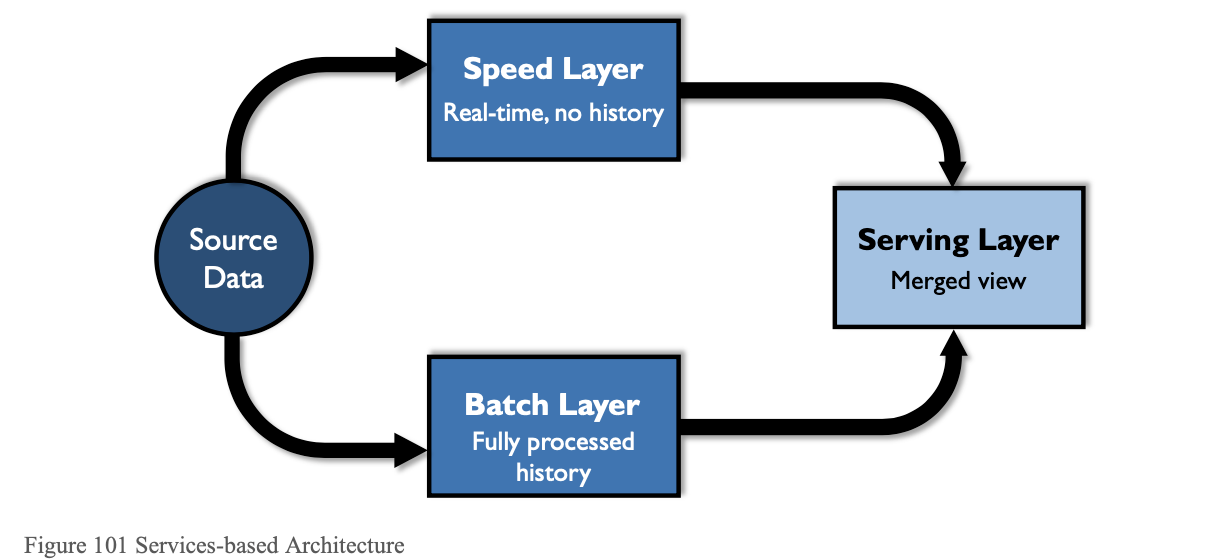 Speed Layer
Real-time, no history
Source
Data
Serving Layer
Merged view
Batch Layer
Fully processed
history
Figure 101 Services-based Architecture